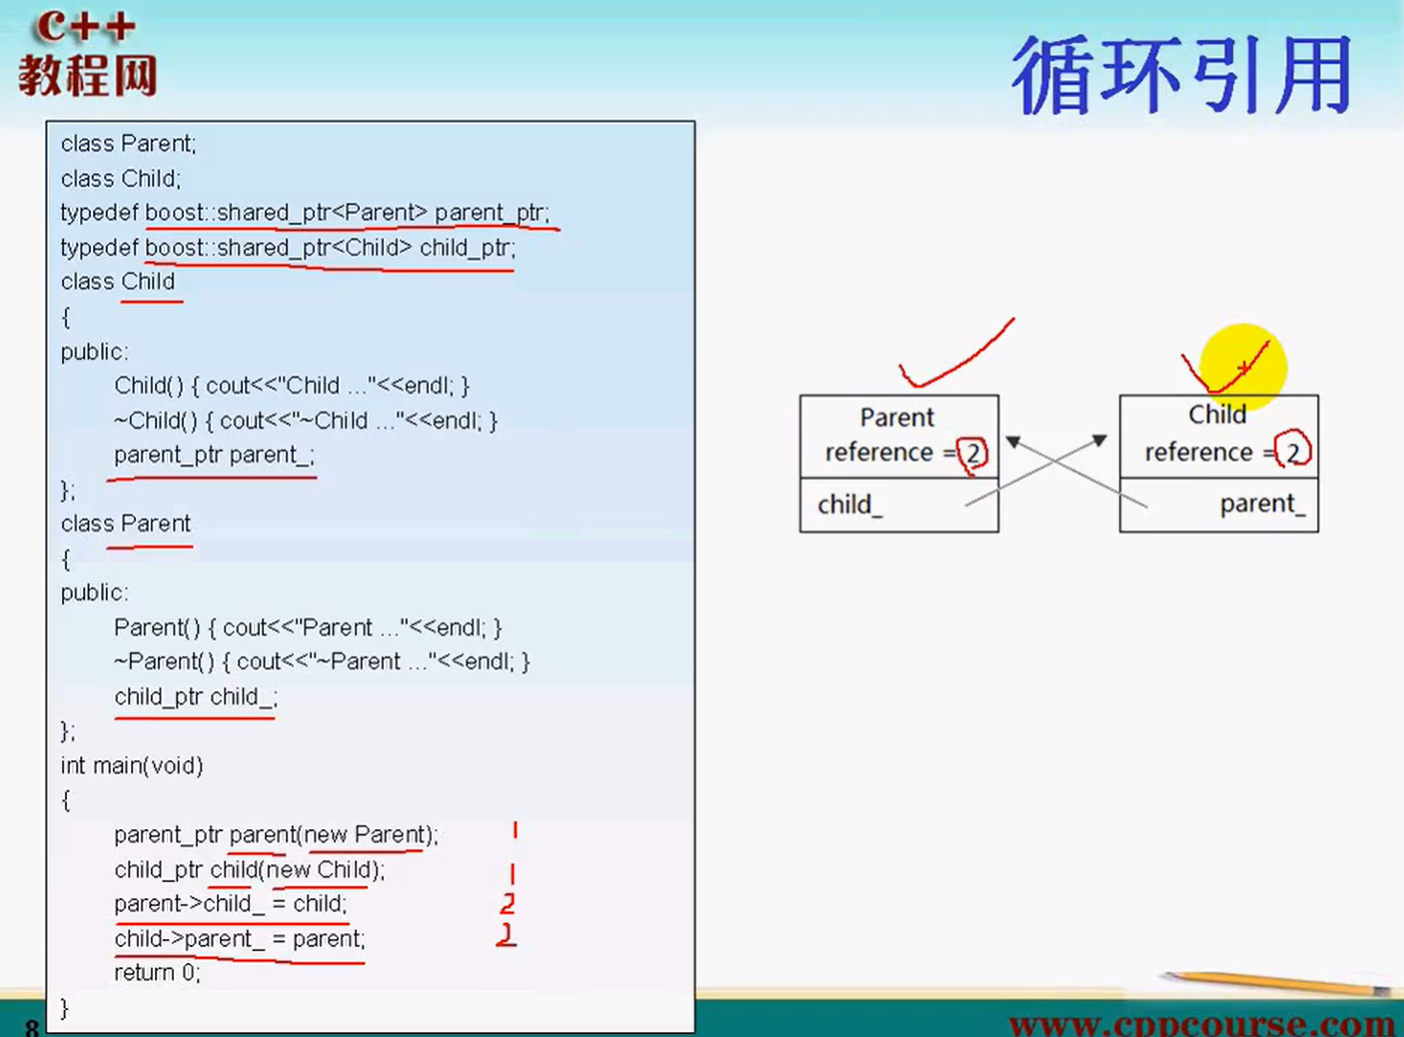 c++
教程网
循环引用
class Parent;
class Child;
typedef boost::shared_ptr<Parent> parent_ptr;
typedef boost::shared_ptr<Child> child_ptr;
class Child
{
public:
Child() { cout<<"Child ..."<<endl; }
~Child() { cout<<"~Child ..."<<endl; }
parent_ptr parent_;
};
class Parent
{
public:
Parent() { cout<<"Parent ..."<<endl; }
~Parent() { cout<<"~Parent ..."<<endl; }
child_ptr child_;
};
int main(void)
{
parent_ptr parent(new Parent); 1
child_ptr child(new Child); 1
parent->child_ = child; 2
child->parent_ = parent; 2
return 0;
}
Parent
reference = 2
child_
Child
reference = 2
parent_
8
www.cppcourse.com